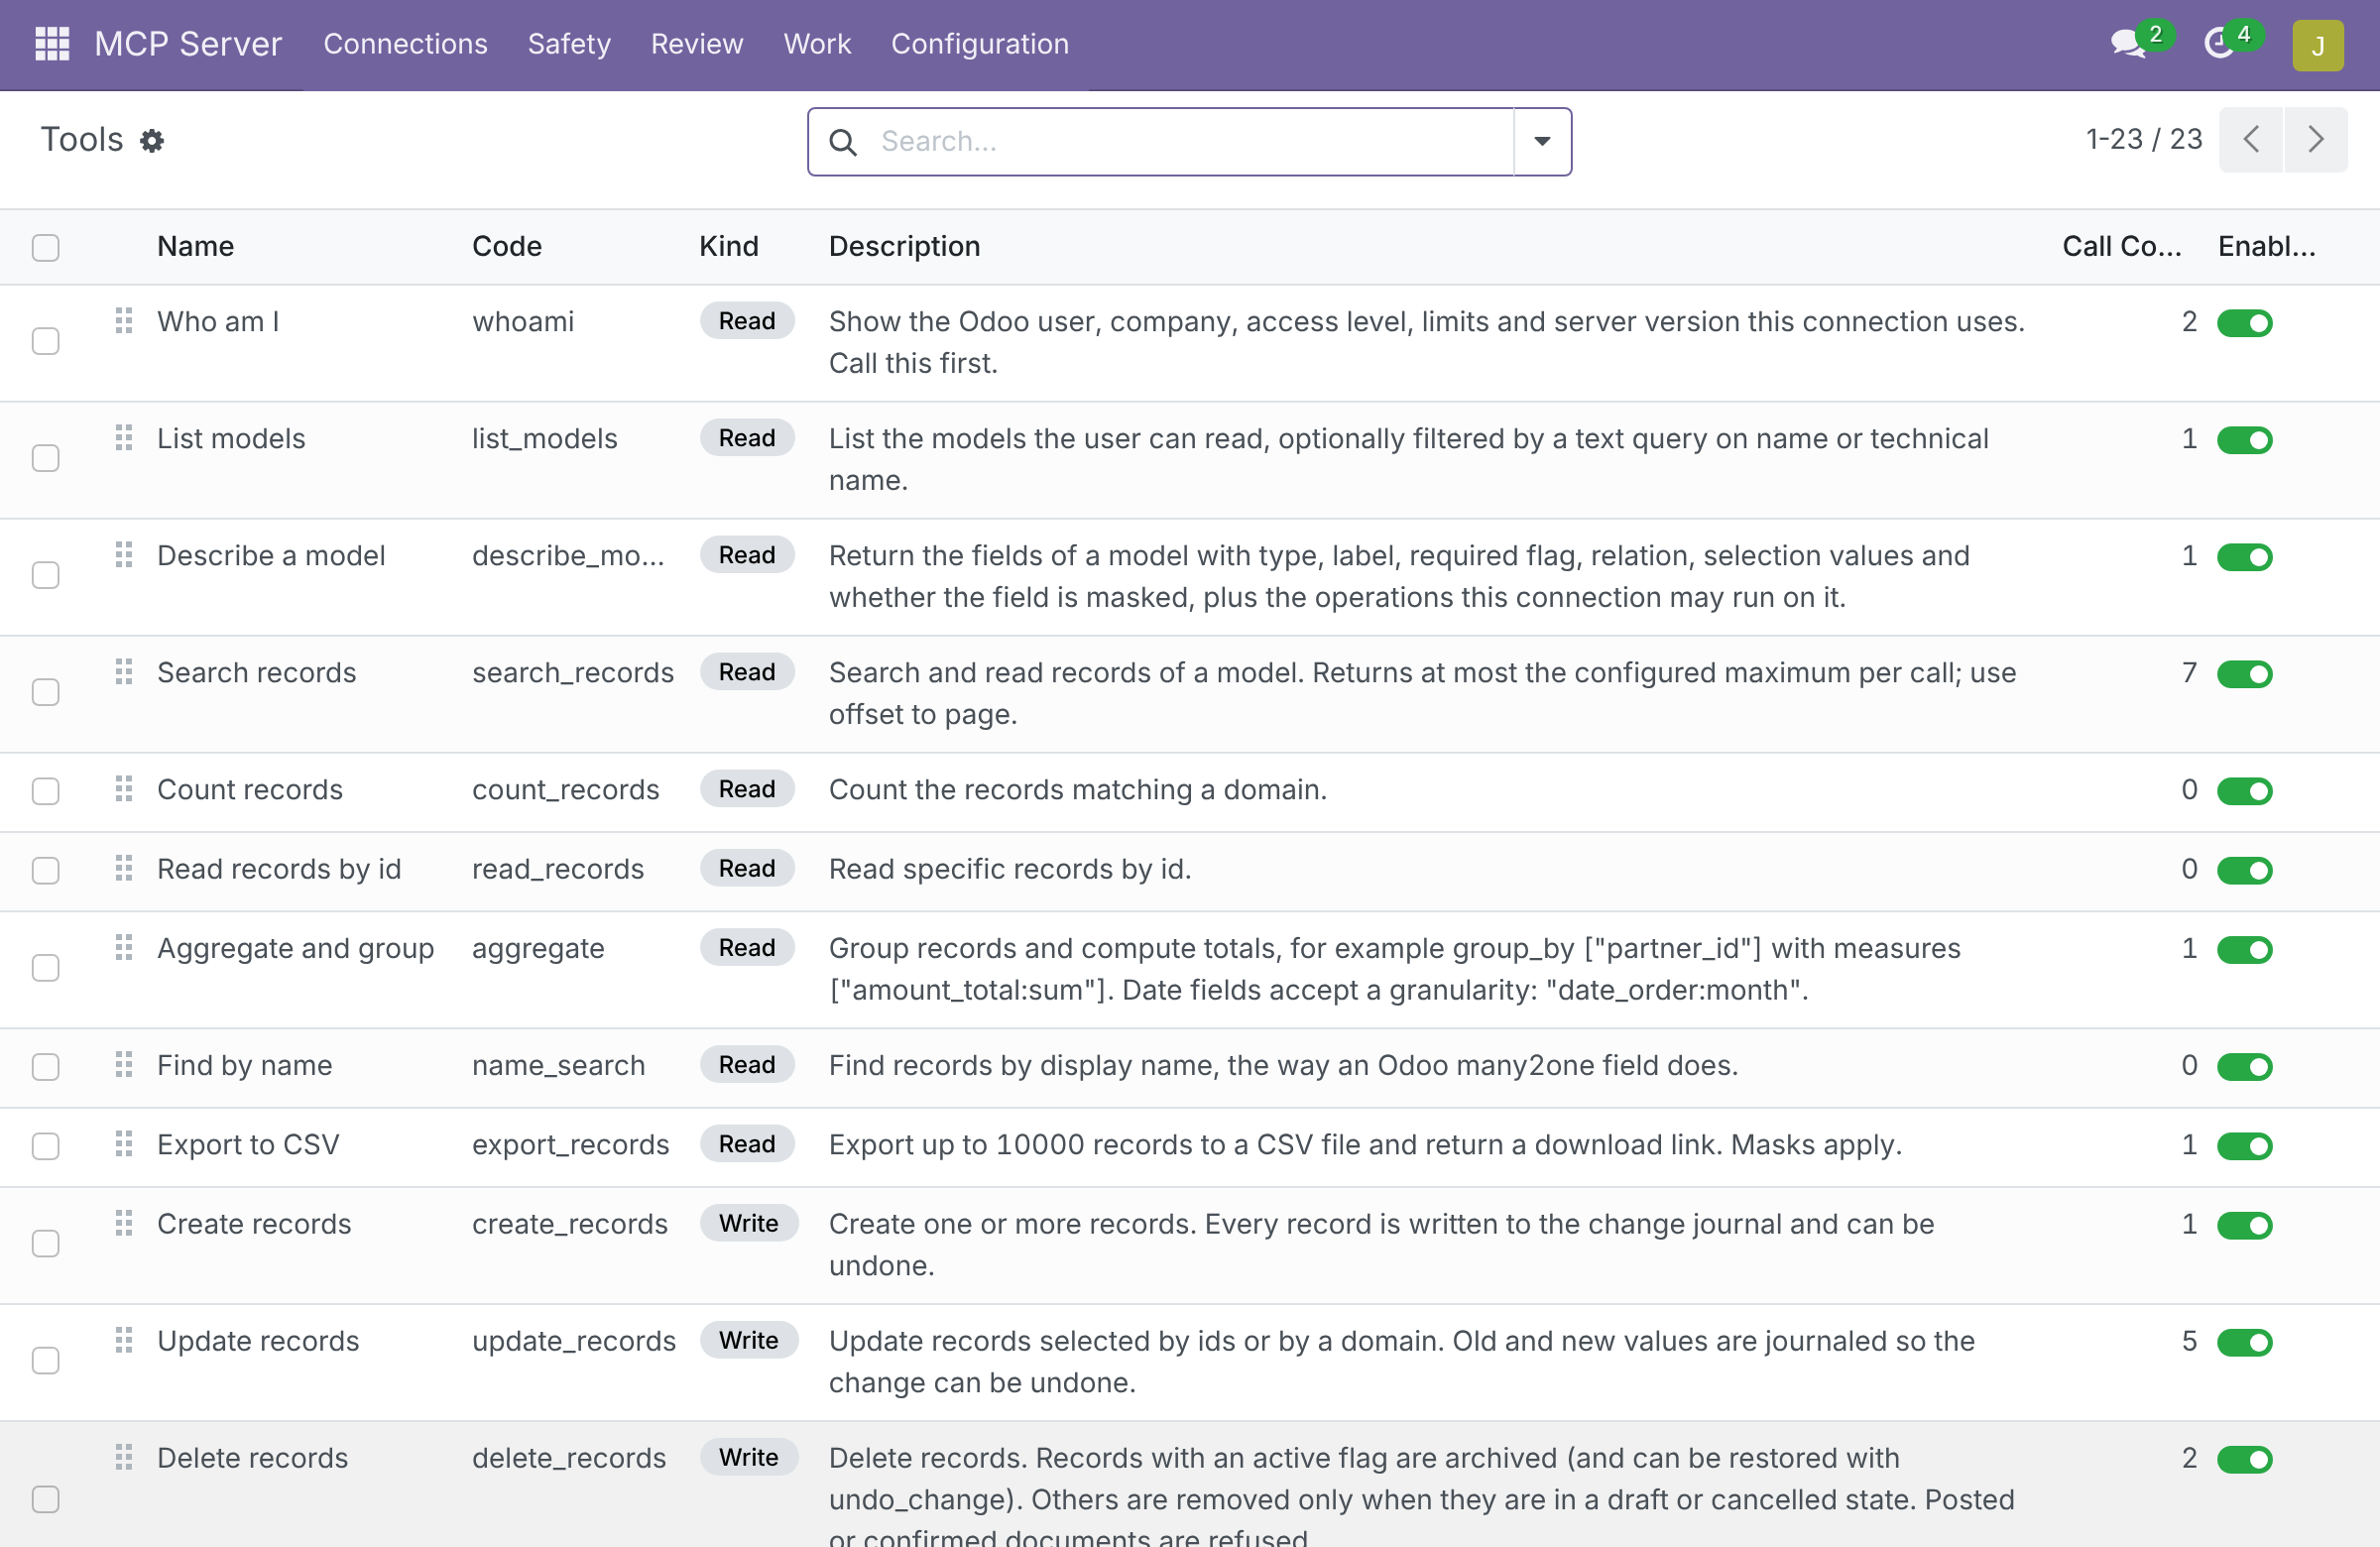 MCP Server Connections Safety Review Work Configuration 2 4 J
Tools Search... 1-23 / 23
Name Code Kind Description Call Co... Enabl...
Who am I whoami Read Show the Odoo user, company, access level, limits and server version this connection uses. 2
Call this first.
List models list_models Read List the models the user can read, optionally filtered by a text query on name or technical 1
name.
Describe a model describe_mo... Read Return the fields of a model with type, label, required flag, relation, selection values and 1
whether the field is masked, plus the operations this connection may run on it.
Search records search_records Read Search and read records of a model. Returns at most the configured maximum per call; use 7
offset to page.
Count records count_records Read Count the records matching a domain. 0
Read records by id read_records Read Read specific records by id. 0
Aggregate and group aggregate Read Group records and compute totals, for example group_by ["partner_id"] with measures 1
["amount_total:sum"]. Date fields accept a granularity: "date_order:month".
Find by name name_search Read Find records by display name, the way an Odoo many2one field does. 0
Export to CSV export_records Read Export up to 10000 records to a CSV file and return a download link. Masks apply. 1
Create records create_records Write Create one or more records. Every record is written to the change journal and can be 1
undone.
Update records update_records Write Update records selected by ids or by a domain. Old and new values are journaled so the 5
change can be undone.
Delete records delete_records Write Delete records. Records with an active flag are archived (and can be restored with 2
undo_change). Others are removed only when they are in a draft or cancelled state. Posted
or confirmed documents are refused